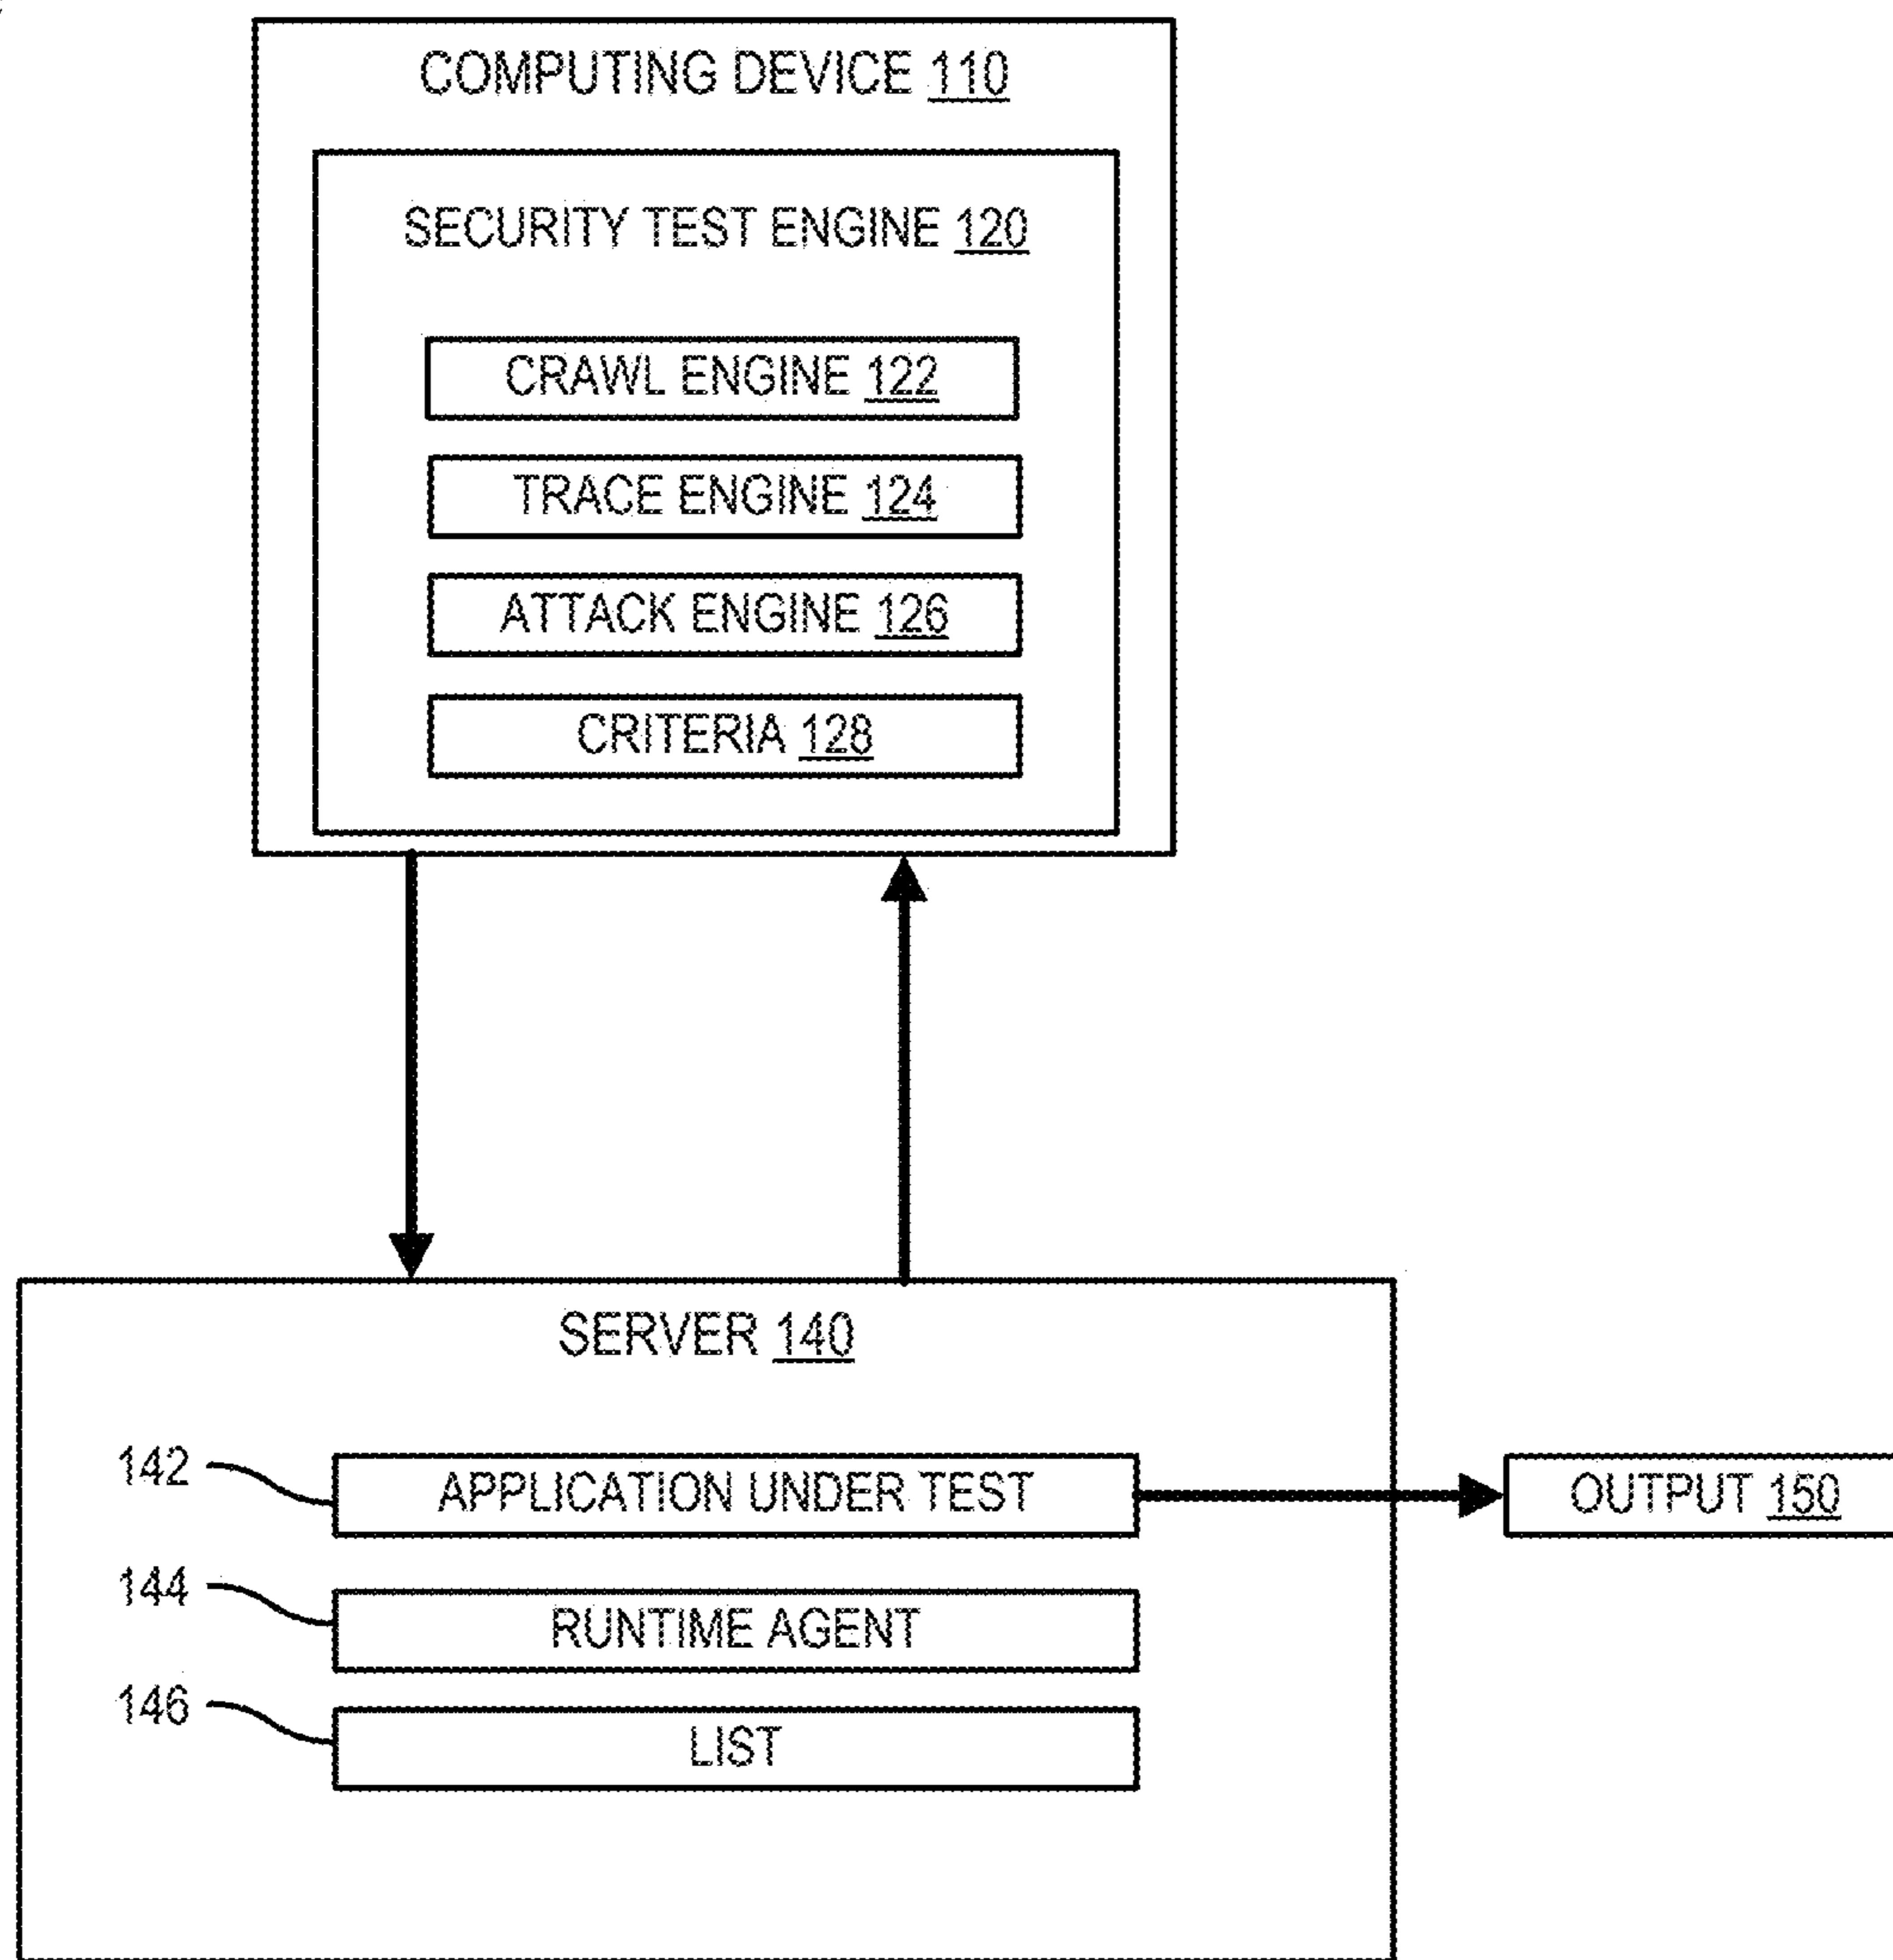 COMPUTING DEVICE 110
SECURITY TEST ENGINE 120
CRAWL ENGINE 122
TRACE ENGINE 124
ATTACK ENGINE 126
CRITERIA 128
SERVER 140
142
APPLICATION UNDER TEST
OUTPUT 150
144
RUNTIME AGENT
146
LIST